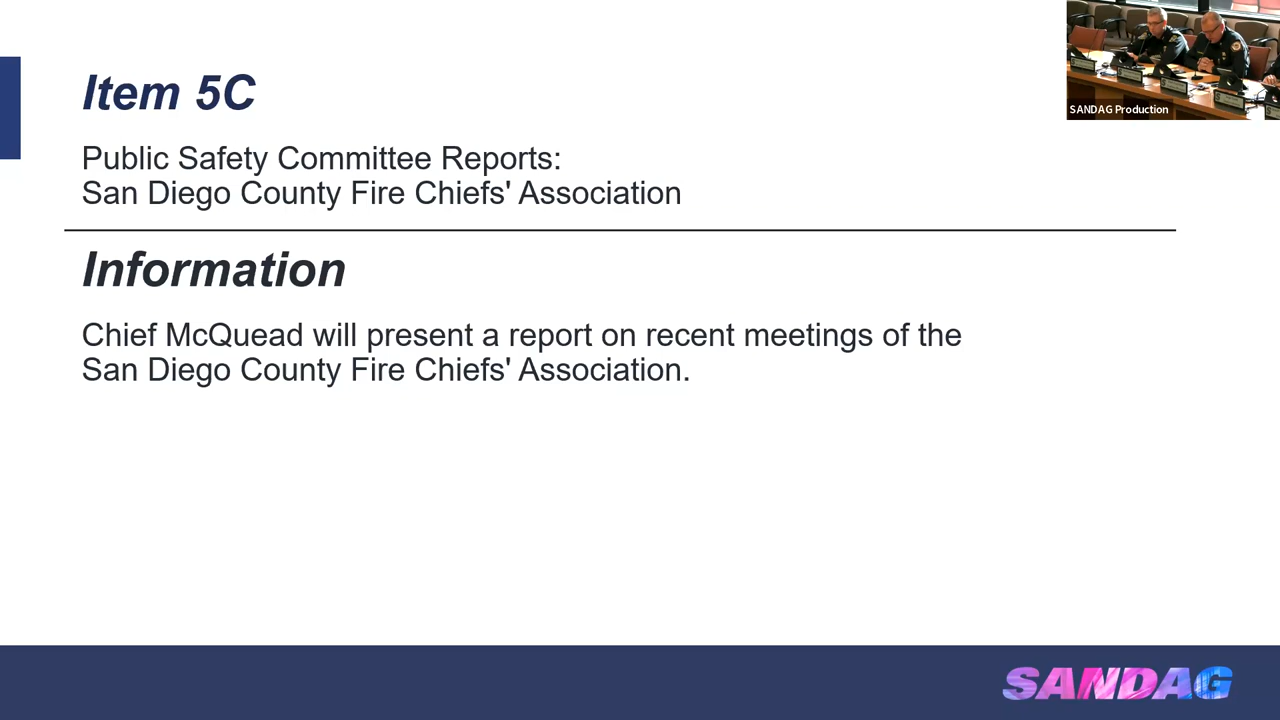 Item 5C
Public Safety Committee Reports:
San Diego County Fire Chiefs' Association
Information
Chief McQuead will present a report on recent meetings of the
San Diego County Fire Chiefs' Association.
SANDAG Production
SANDAG